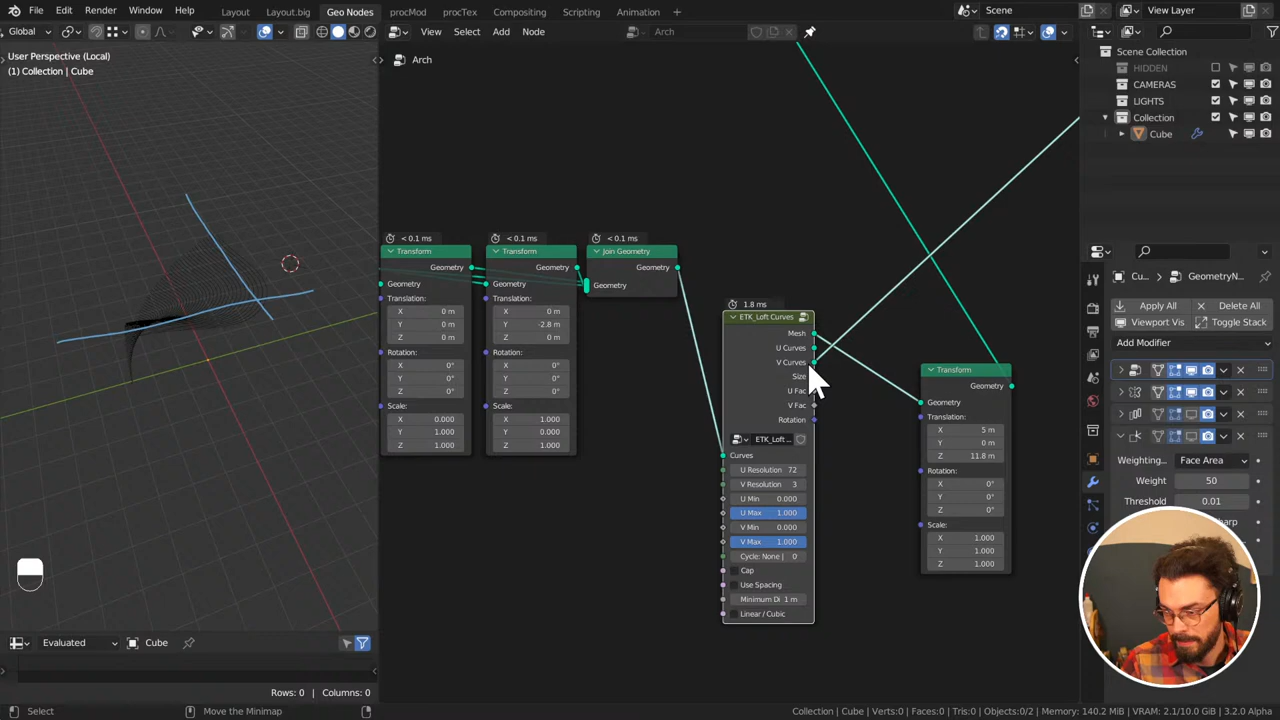 File Edit Render Window Help Layout Layout.big Geo Nodes procMod procTex Compositing Scripting Animation + Scene View Layer
Global View Select Add Node Arch
User Perspective (Local)
(1) Collection | Cube
Arch
Scene Collection
HIDDEN
CAMERAS
LIGHTS
Collection
Cube
< 0.1 ms < 0.1 ms < 0.1 ms
Transform Transform Join Geometry
Geometry Geometry Geometry
Geometry Geometry Geometry
Translation: Translation:
X 0 m X 0 m
Y 0 m Y -2.8 m
Z 0 m Z 0 m
Rotation: Rotation:
X 0° X 0°
Y 0° Y 0°
Z 0° Z 0°
Scale: Scale:
X 0.000 X 1.000
Y 1.000 Y 0.000
Z 1.000 Z 1.000
1.8 ms
ETK_Loft Curves
Mesh
U Curves
V Curves
Size
U Fac
V Fac
Rotation
ETK_Loft ...
Curves
U Resolution 72
V Resolution 3
U Min 0.000
U Max 1.000
V Min 0.000
V Max 1.000
Cycle: None | 0
Cap
Use Spacing
Minimum Di 1 m
Linear / Cubic
Transform
Geometry
Geometry
Translation:
X 5 m
Y 0 m
Z 11.8 m
Rotation:
X 0°
Y 0°
Z 0°
Scale:
X 1.000
Y 1.000
Z 1.000
Cu... GeometryN...
Apply All Delete All
Viewport Vis Toggle Stack
Add Modifier
Weighting... Face Area
Weight 50
Threshold 0.01
Evaluated Cube
Rows: 0 | Columns: 0
Select Move the Minimap Collection | Cube | Verts:0 | Faces:0 | Tris:0 | Objects:0/2 | Memory: 140.2 MiB | VRAM: 2.1/10.0 GiB | 3.2.0 Alpha